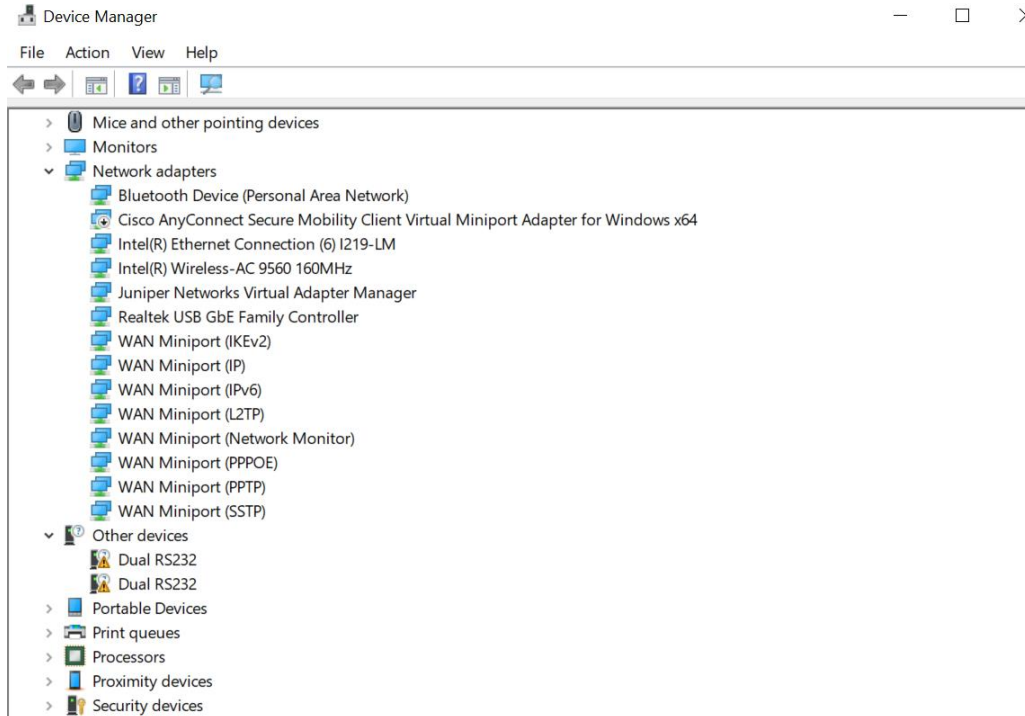 Device Manager
File Action View Help
Mice and other pointing devices
Monitors
Network adapters
Bluetooth Device (Personal Area Network)
Cisco AnyConnect Secure Mobility Client Virtual Miniport Adapter for Windows x64
Intel(R) Ethernet Connection (6) I219-LM
Intel(R) Wireless-AC 9560 160MHz
Juniper Networks Virtual Adapter Manager
Realtek USB GbE Family Controller
WAN Miniport (IKEv2)
WAN Miniport (IP)
WAN Miniport (IPv6)
WAN Miniport (L2TP)
WAN Miniport (Network Monitor)
WAN Miniport (PPPOE)
WAN Miniport (PPTP)
WAN Miniport (SSTP)
Other devices
Dual RS232
Dual RS232
Portable Devices
Print queues
Processors
Proximity devices
Security devices